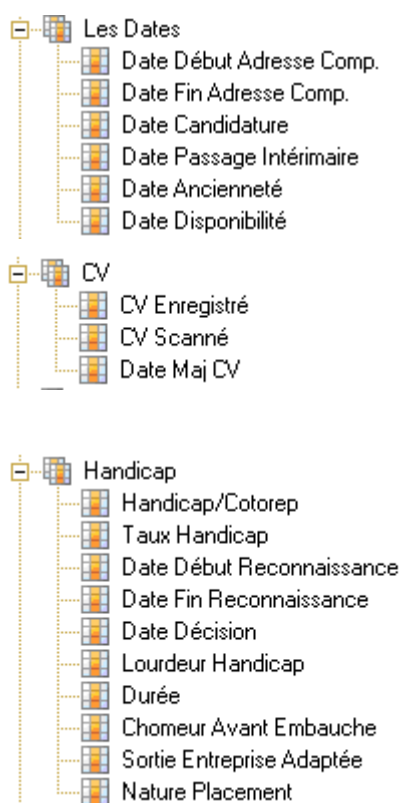 Les Dates
Date Début Adresse Comp.
Date Fin Adresse Comp.
Date Candidature
Date Passage Intérimaire
Date Ancienneté
Date Disponibilité
CV
CV Enregistré
CV Scanné
Date Maj CV
Handicap
Handicap/Cotorep
Taux Handicap
Date Début Reconnaissance
Date Fin Reconnaissance
Date Décision
Lourdeur Handicap
Durée
Chomeur Avant Embauche
Sortie Entreprise Adaptée
Nature Placement